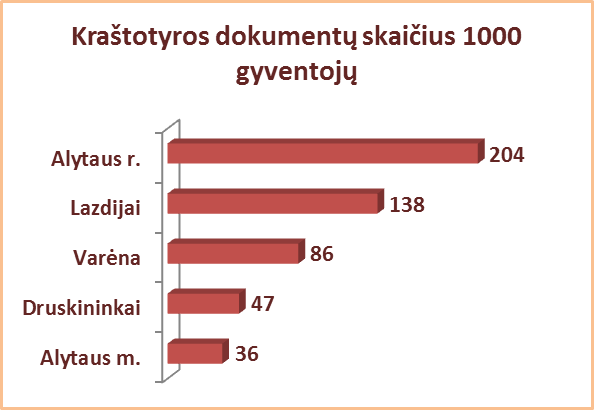 Kraštotyros dokumentų skaičius 1000
gyventojų
Alytaus r. 204
Lazdijai 138
Varėna 86
Druskininkai 47
Alytaus m. 36